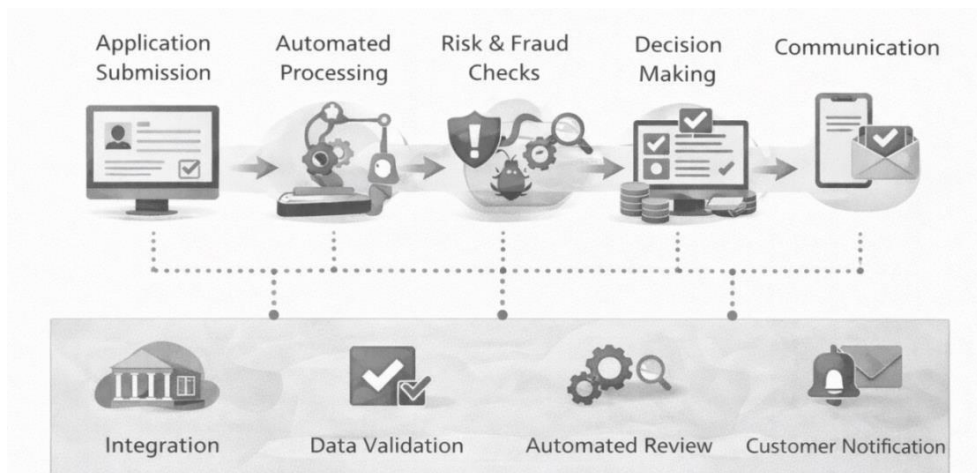 Application
Submission
Automated
Processing
Risk & Fraud
Checks
Decision
Making
Communication
Integration
Data Validation
Automated Review
Customer Notification